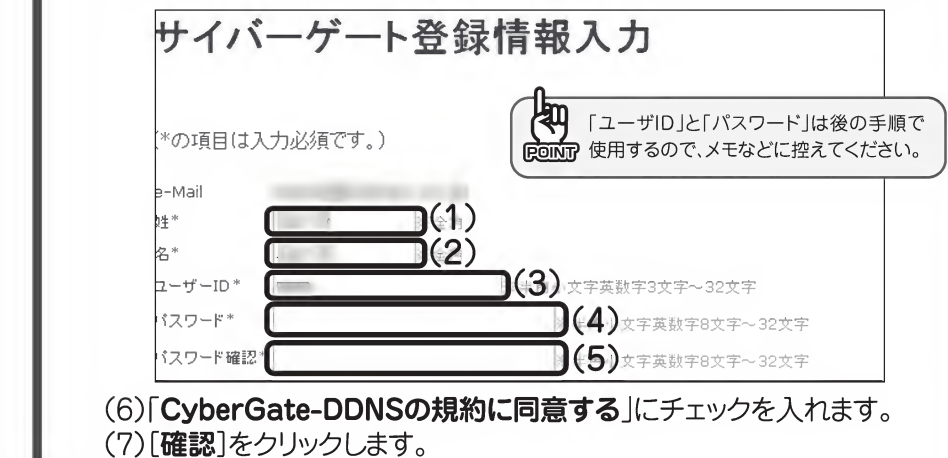 サイバーゲート登録情報入力
(*の項目は入力必須です。)
POINT 「ユーザID」と「パスワード」は後の手順で
使用するので、メモなどに控えてください。
e-Mail
姓* (1)
名* (2)
ユーザーID* (3) 小文字英数字3文字~32文字
パスワード* (4) 小文字英数字8文字~32文字
パスワード確認* (5) 小文字英数字8文字~32文字
(6)「CyberGate-DDNSの規約に同意する」にチェックを入れます。
(7)[確認]をクリックします。